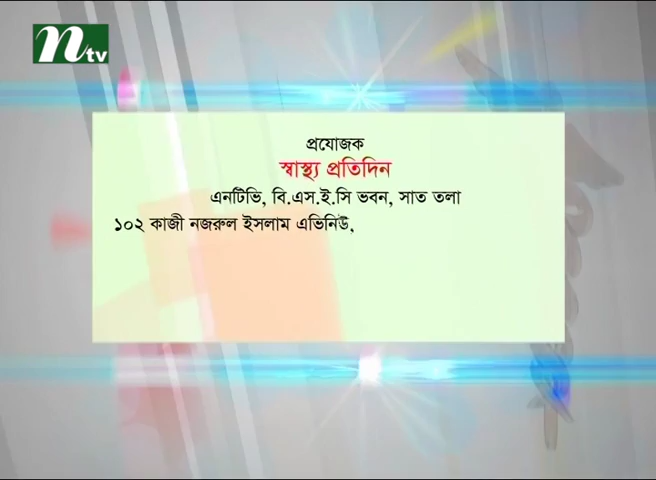 ntv
প্রযোজক
স্বাস্থ্য প্রতিদিন
এনটিভি, বি.এস.ই.সি ভবন, সাত তলা
১০২ কাজী নজরুল ইসলাম এভিনিউ,